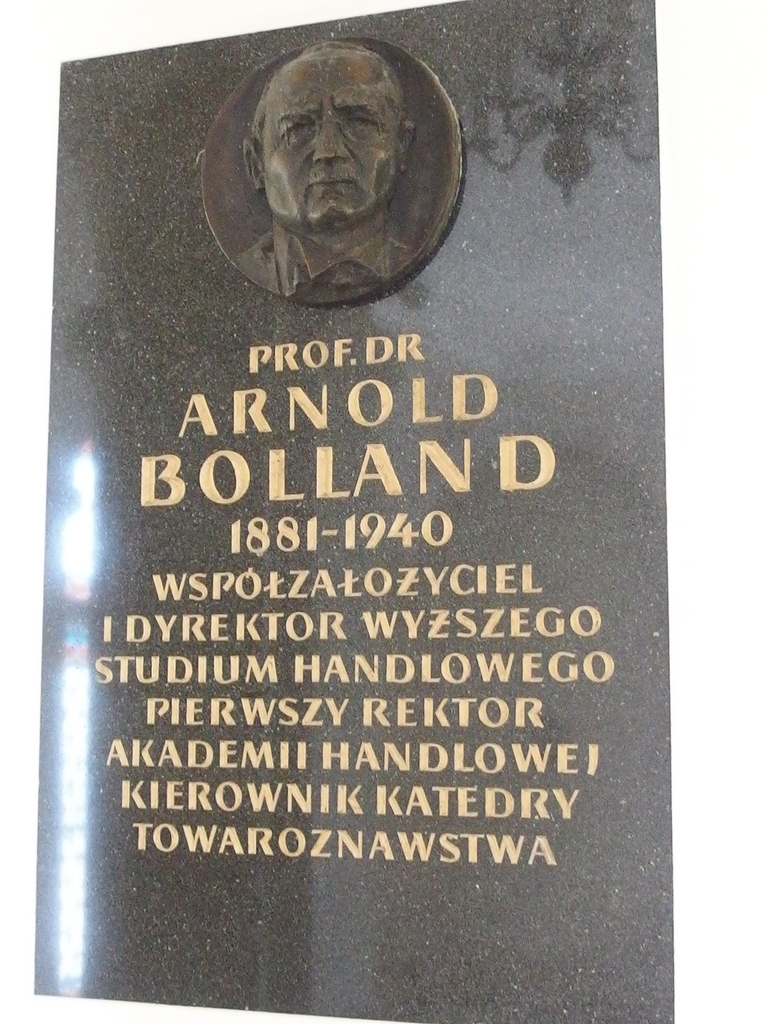 PROF. DR
ARNOLD
BOLLAND
1881-1940
WSPÓŁZAŁOŻYCIEL
I DYREKTOR WYŻSZEGO
STUDIUM HANDLOWEGO
PIERWSZY REKTOR
AKADEMII HANDLOWEJ
KIEROWNIK KATEDRY
TOWAROZNAWSTWA